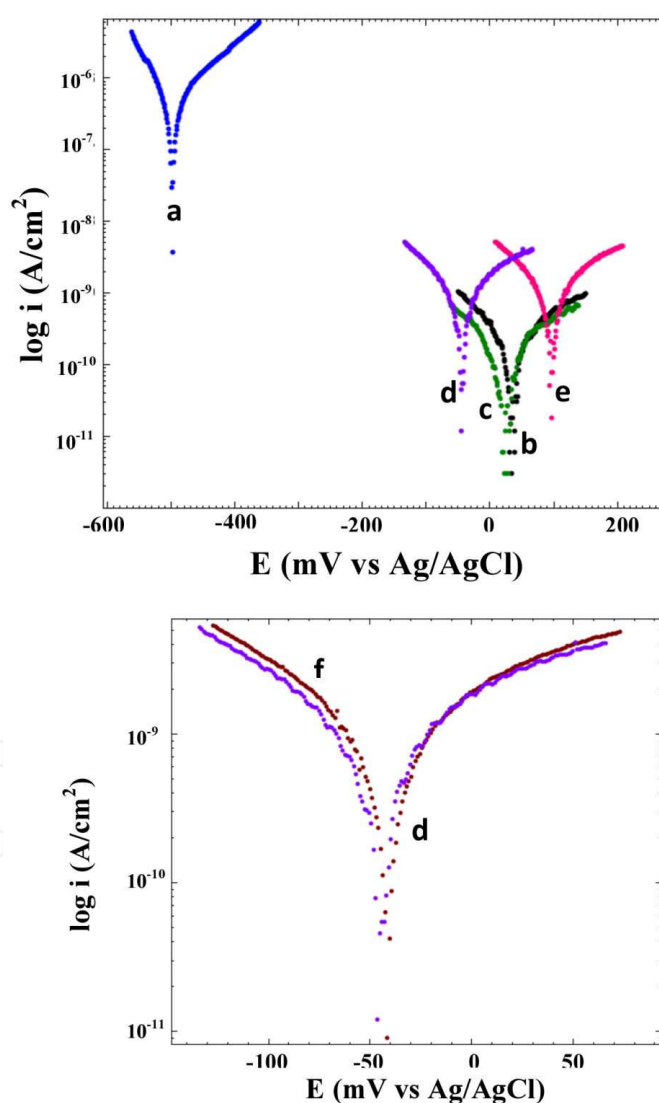 log i (A/cm²)
10⁻⁶
10⁻⁷
10⁻⁸
10⁻⁹
10⁻¹⁰
10⁻¹¹
a
d
c
b
e
-600
-400
-200
0
200
E (mV vs Ag/AgCl)
log i (A/cm²)
10⁻⁹
10⁻¹⁰
10⁻¹¹
f
d
-100
-50
0
50
E (mV vs Ag/AgCl)